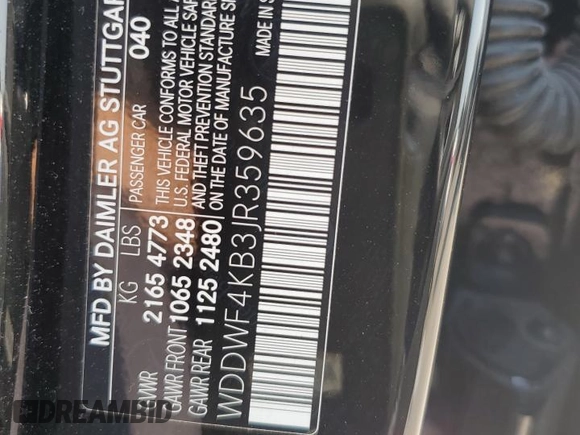 MFD BY DAIMLER AG STUTTGAR
KG LBS PASSENGER CAR 040
GVWR 2165 4773 THIS VEHICLE CONFORMS TO ALL
GAWR FRONT 1065 2348 U.S. FEDERAL MOTOR VEHICLE SAF
GAWR REAR 1125 2480 AND THEFT PREVENTION STANDARD
ON THE DATE OF MANUFACTURE S
WDDWF4KB3JR359635 MADE IN
DREAMBID